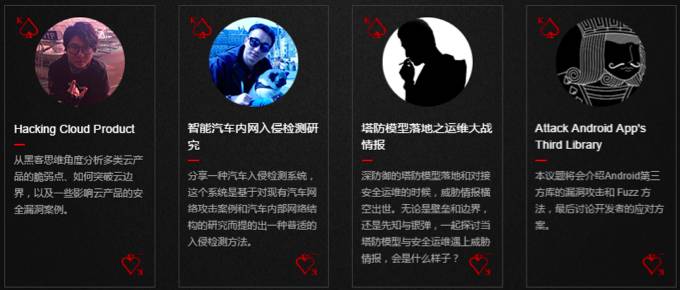 K
K
K
K
Hacking Cloud Product
从黑客思维角度分析多类云产
品的脆弱点、如何突破云边
界，以及一些影响云产品的安
全漏洞案例。
K
智能汽车内网入侵检测研
究
分享一种汽车入侵检测系统，
这个系统是基于对现有汽车网
络攻击案例和汽车内部网络结
构的研究而提的出一种普适的
入侵检测方法。
K
塔防模型落地之运维大战
情报
深防御的塔防模型落地和对接
安全运维的时候，威胁情报横
空出世。无论是壁垒和边界，
还是先知与银弹，一起探讨当
塔防模型与安全运维遇上威胁
情报，会是什么样子？
K
Attack Android App's
Third Library
本议题将会介绍Android第三
方库的漏洞攻击和 Fuzz 方
法，最后讨论开发者的应对方
案。
K